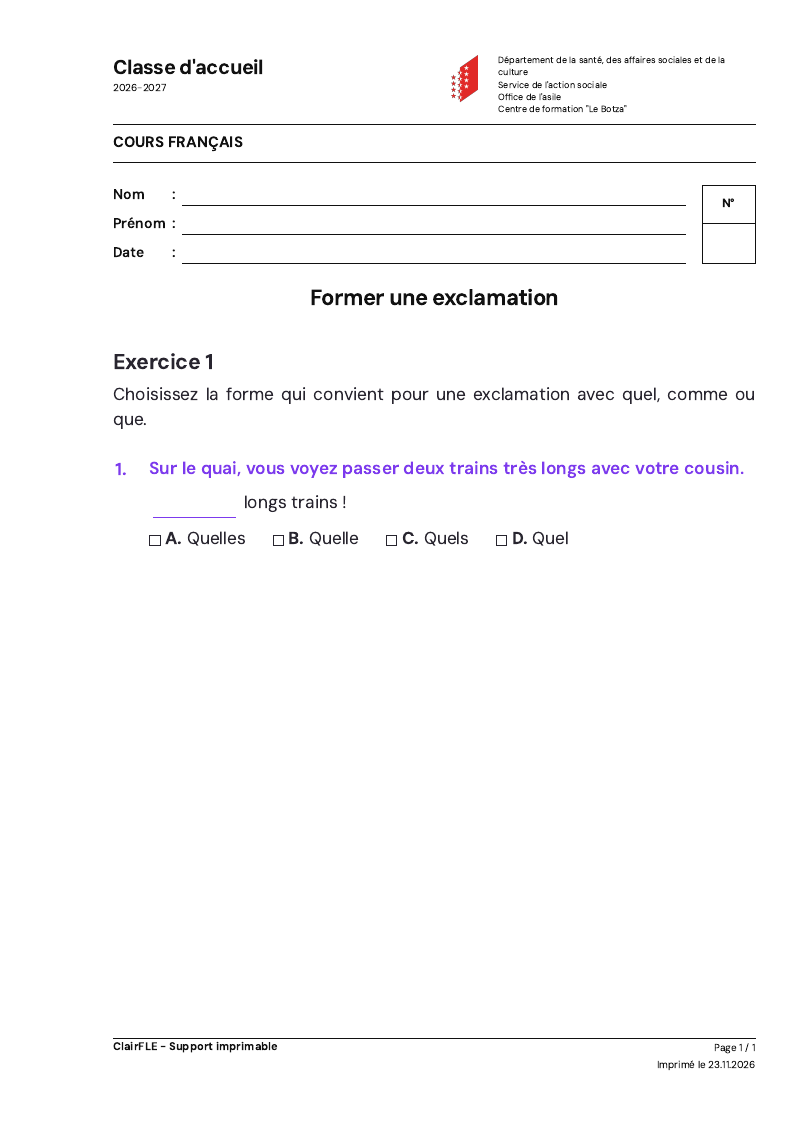 Classe d'accueil
2026-2027
Département de la santé, des affaires sociales et de la
culture
Service de l'action sociale
Office de l'asile
Centre de formation "Le Botza"
COURS FRANÇAIS
Nom :
Prénom :
Date :
N°
Former une exclamation
Exercice 1
Choisissez la forme qui convient pour une exclamation avec quel, comme ou
que.
1. Sur le quai, vous voyez passer deux trains très longs avec votre cousin.
_________ longs trains !
□ A. Quelles □ B. Quelle □ C. Quels □ D. Quel
ClairFLE - Support imprimable
Page 1 / 1
Imprimé le 23.11.2026